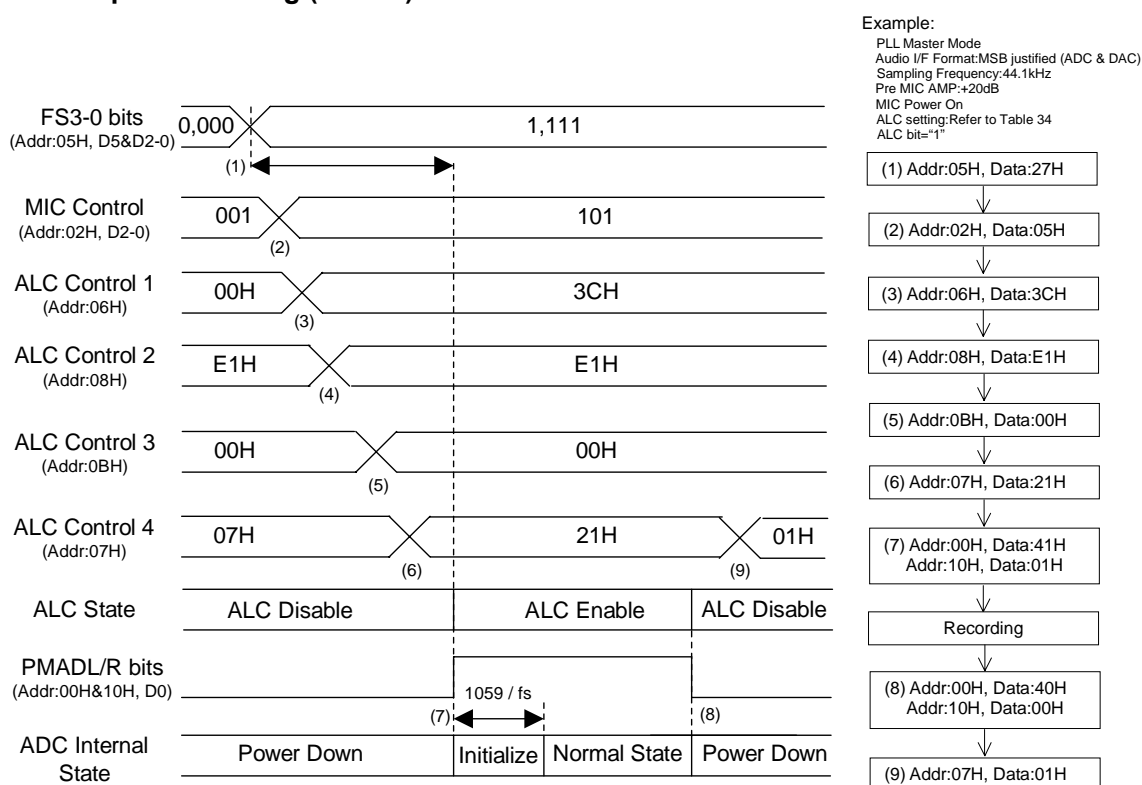 Example:
PLL Master Mode
Audio I/F Format:MSB justified (ADC & DAC)
Sampling Frequency:44.1kHz
Pre MIC AMP:+20dB
MIC Power On
ALC setting:Refer to Table 34
ALC bit="1"
FS3-0 bits
(Addr:05H, D5&D2-0)
0,000
1,111
(1)
MIC Control
(Addr:02H, D2-0)
001
101
(2)
ALC Control 1
(Addr:06H)
00H
3CH
(3)
ALC Control 2
(Addr:08H)
E1H
E1H
(4)
ALC Control 3
(Addr:0BH)
00H
00H
(5)
ALC Control 4
(Addr:07H)
07H
21H
01H
(6)
(9)
ALC State
ALC Disable
ALC Enable
ALC Disable
PMADL/R bits
(Addr:00H&10H, D0)
1059 / fs
(7)
(8)
ADC Internal
State
Power Down
Initialize
Normal State
Power Down
(1) Addr:05H, Data:27H
(2) Addr:02H, Data:05H
(3) Addr:06H, Data:3CH
(4) Addr:08H, Data:E1H
(5) Addr:0BH, Data:00H
(6) Addr:07H, Data:21H
(7) Addr:00H, Data:41H
Addr:10H, Data:01H
Recording
(8) Addr:00H, Data:40H
Addr:10H, Data:00H
(9) Addr:07H, Data:01H